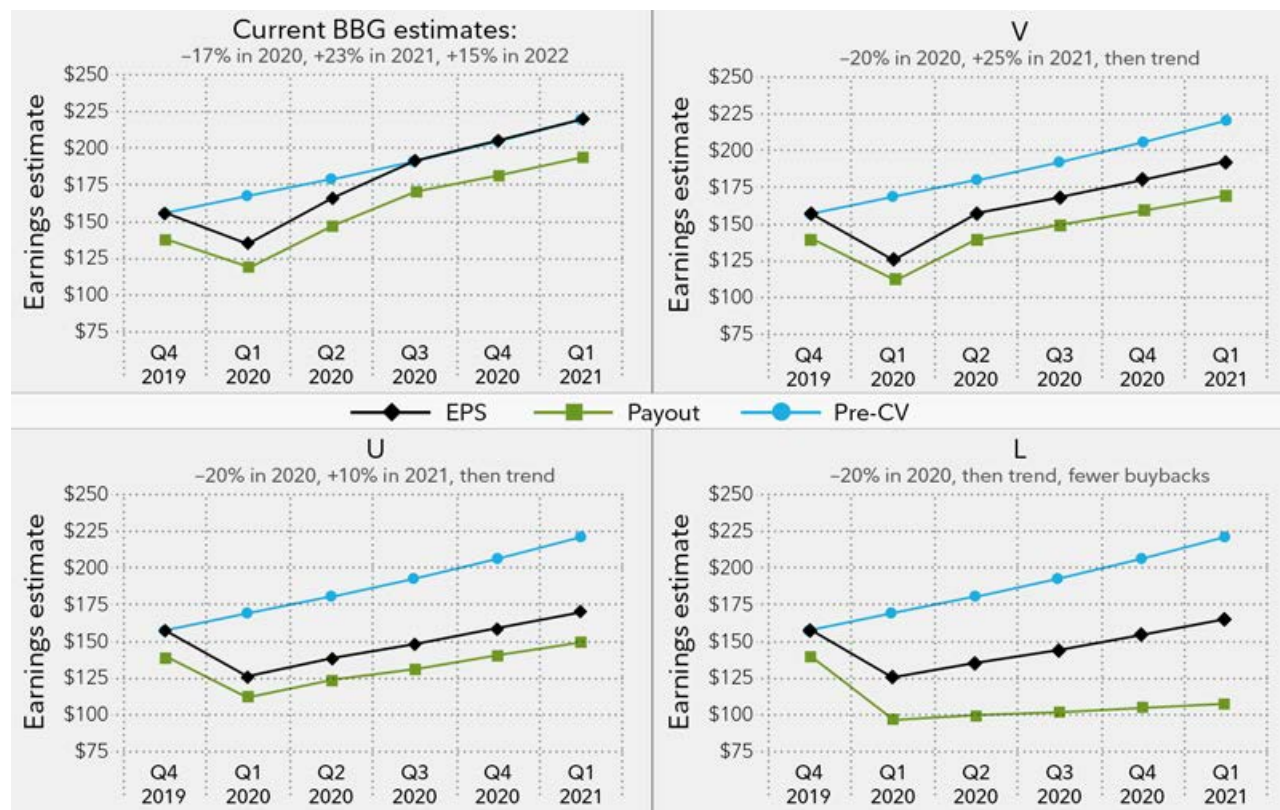 Current BBG estimates:
–17% in 2020, +23% in 2021, +15% in 2022
Earnings estimate
$250
$225
$200
$175
$150
$125
$100
$75
Q4 Q1 Q2 Q3 Q4 Q1
2019 2020 2020 2020 2020 2021
V
–20% in 2020, +25% in 2021, then trend
Earnings estimate
$250
$225
$200
$175
$150
$125
$100
$75
Q4 Q1 Q2 Q3 Q4 Q1
2019 2020 2020 2020 2020 2021
EPS Payout Pre-CV
U
–20% in 2020, +10% in 2021, then trend
Earnings estimate
$250
$225
$200
$175
$150
$125
$100
$75
Q4 Q1 Q2 Q3 Q4 Q1
2019 2020 2020 2020 2020 2021
L
–20% in 2020, then trend, fewer buybacks
Earnings estimate
$250
$225
$200
$175
$150
$125
$100
$75
Q4 Q1 Q2 Q3 Q4 Q1
2019 2020 2020 2020 2020 2021